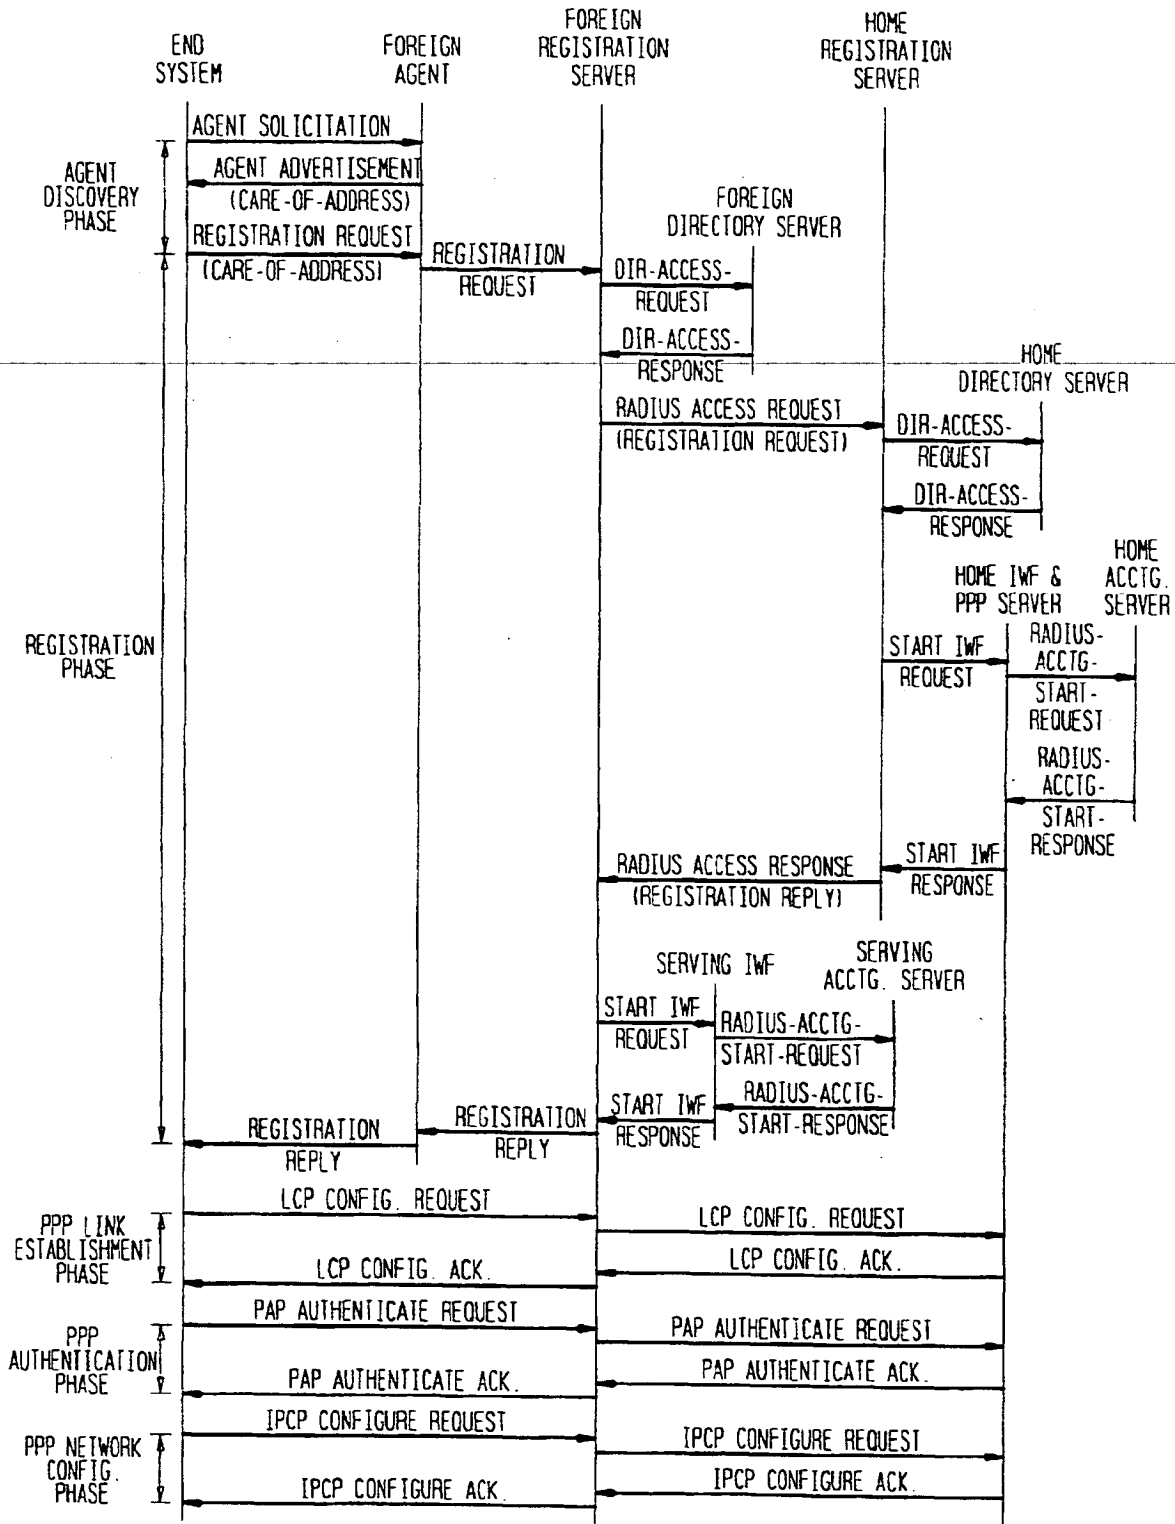 END
SYSTEM
FOREIGN
AGENT
FOREIGN
REGISTRATION
SERVER
HOME
REGISTRATION
SERVER
AGENT SOLICITATION
AGENT ADVERTISEMENT
(CARE-OF-ADDRESS)
AGENT
DISCOVERY
PHASE
REGISTRATION REQUEST
(CARE-OF-ADDRESS)
REGISTRATION
REQUEST
FOREIGN
DIRECTORY SERVER
DIR-ACCESS-
REQUEST
DIR-ACCESS-
RESPONSE
HOME
DIRECTORY SERVER
RADIUS ACCESS REQUEST
(REGISTRATION REQUEST)
DIR-ACCESS-
REQUEST
DIR-ACCESS-
RESPONSE
HOME IWF &
PPP SERVER
HOME
ACCTG.
SERVER
REGISTRATION
PHASE
START IWF
REQUEST
RADIUS-
ACCTG-
START-
REQUEST
RADIUS-
ACCTG-
START-
RESPONSE
START IWF
RESPONSE
RADIUS ACCESS RESPONSE
(REGISTRATION REPLY)
SERVING IWF
SERVING
ACCTG. SERVER
START IWF
REQUEST
RADIUS-ACCTG-
START-REQUEST
RADIUS-ACCTG-
START-RESPONSE
START IWF
RESPONSE
REGISTRATION
REPLY
REGISTRATION
REPLY
PPP LINK
ESTABLISHMENT
PHASE
LCP CONFIG. REQUEST
LCP CONFIG. REQUEST
LCP CONFIG. ACK.
LCP CONFIG. ACK.
PPP
AUTHENTICATION
PHASE
PAP AUTHENTICATE REQUEST
PAP AUTHENTICATE REQUEST
PAP AUTHENTICATE ACK.
PAP AUTHENTICATE ACK.
PPP NETWORK
CONFIG.
PHASE
IPCP CONFIGURE REQUEST
IPCP CONFIGURE REQUEST
IPCP CONFIGURE ACK.
IPCP CONFIGURE ACK.